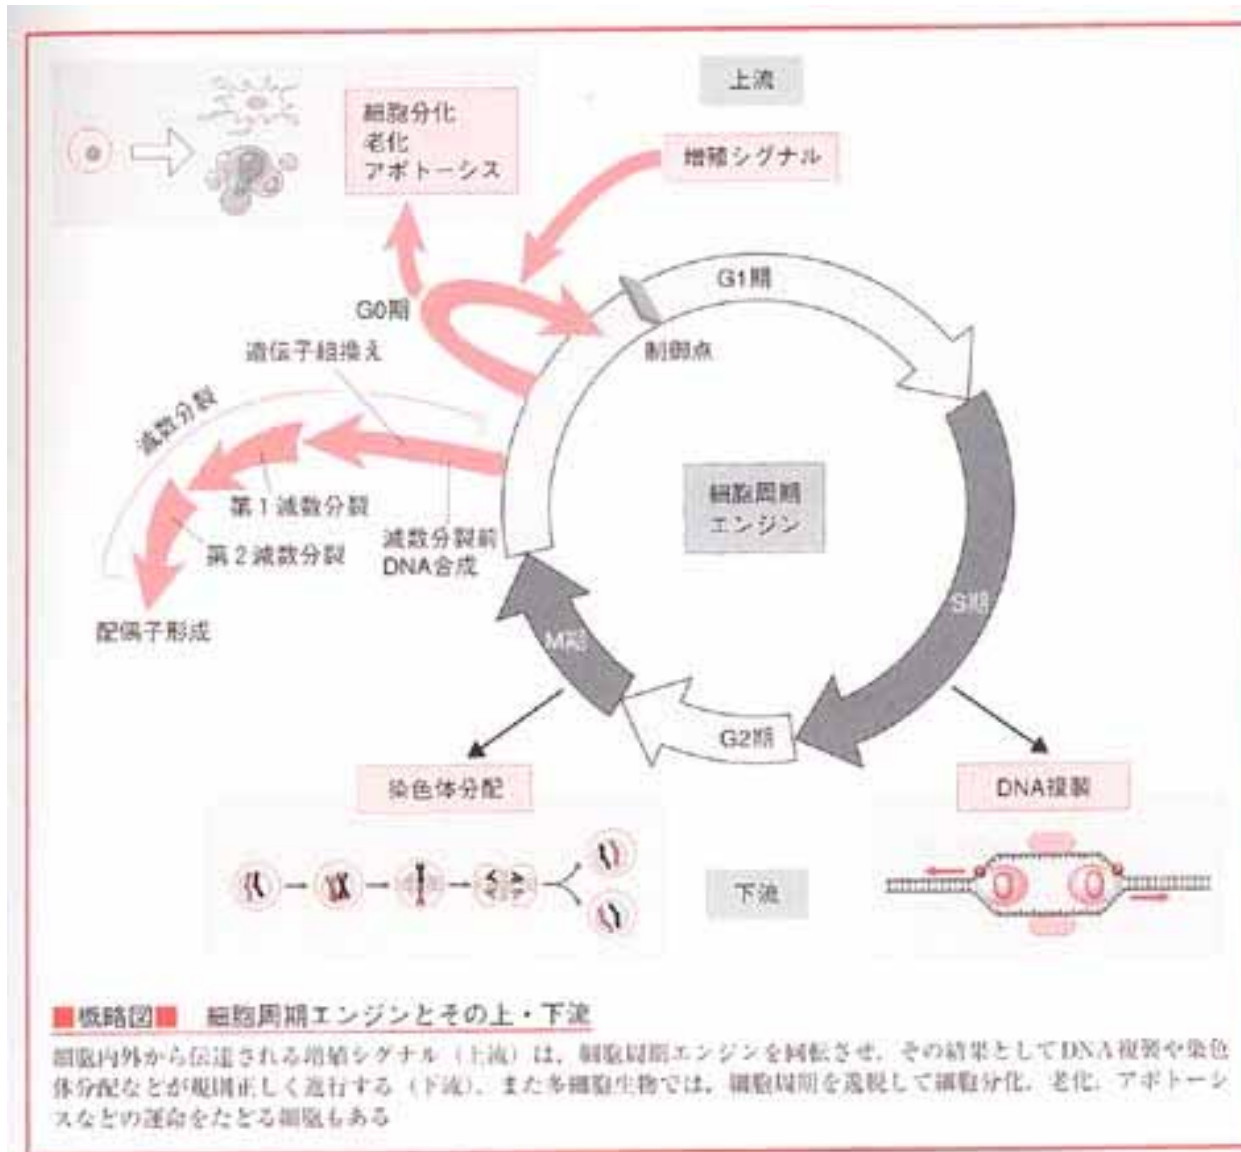 上流
細胞分化
老化
アポトーシス
増殖シグナル
G1期
G0期
制御点
遺伝子組換え
減数分裂
第1減数分裂
第2減数分裂
減数分裂前
DNA合成
配偶子形成
細胞周期
エンジン
S期
M期
G2期
染色体分配
DNA複製
下流
■概略図■ 細胞周期エンジンとその上・下流
細胞内外から伝達される増殖シグナル（上流）は，細胞周期エンジンを回転させ，その結果としてDNA複製や染色
体分配などが規則正しく進行する（下流）．また多細胞生物では，細胞周期を逸脱して細胞分化，老化，アポトーシ
スなどの運命をたどる細胞もある